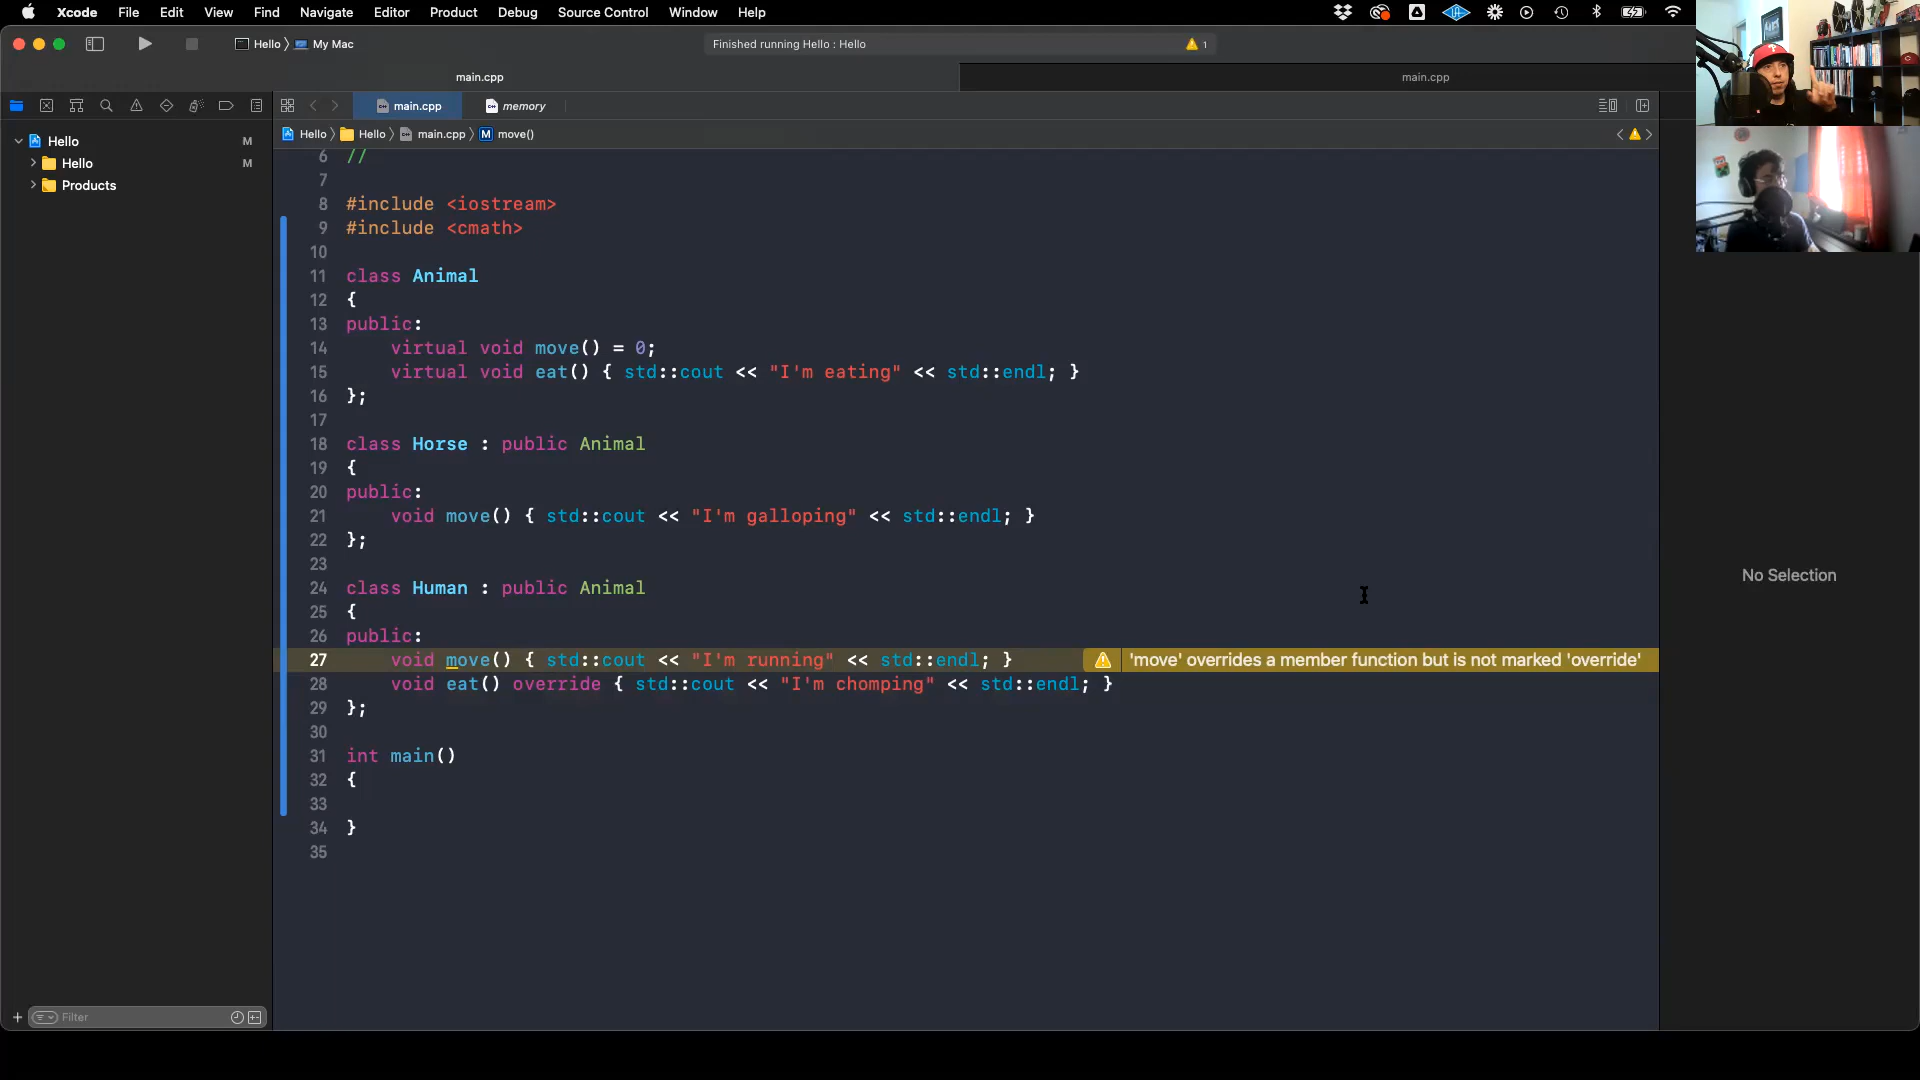 Xcode File Edit View Find Navigate Editor Product Debug Source Control Window Help
Hello My Mac
Finished running Hello : Hello
1
main.cpp
main.cpp
main.cpp
memory
Hello Hello main.cpp M move()
Hello M
Hello M
Products
6 //
7
8 #include <iostream>
9 #include <cmath>
10
11 class Animal
12 {
13 public:
14 virtual void move() = 0;
15 virtual void eat() { std::cout << "I'm eating" << std::endl; }
16 };
17
18 class Horse : public Animal
19 {
20 public:
21 void move() { std::cout << "I'm galloping" << std::endl; }
22 };
23
24 class Human : public Animal
25 {
26 public:
27 void move() { std::cout << "I'm running" << std::endl; } 'move' overrides a member function but is not marked 'override'
28 void eat() override { std::cout << "I'm chomping" << std::endl; }
29 };
30
31 int main()
32 {
33
34 }
35
No Selection
Filter